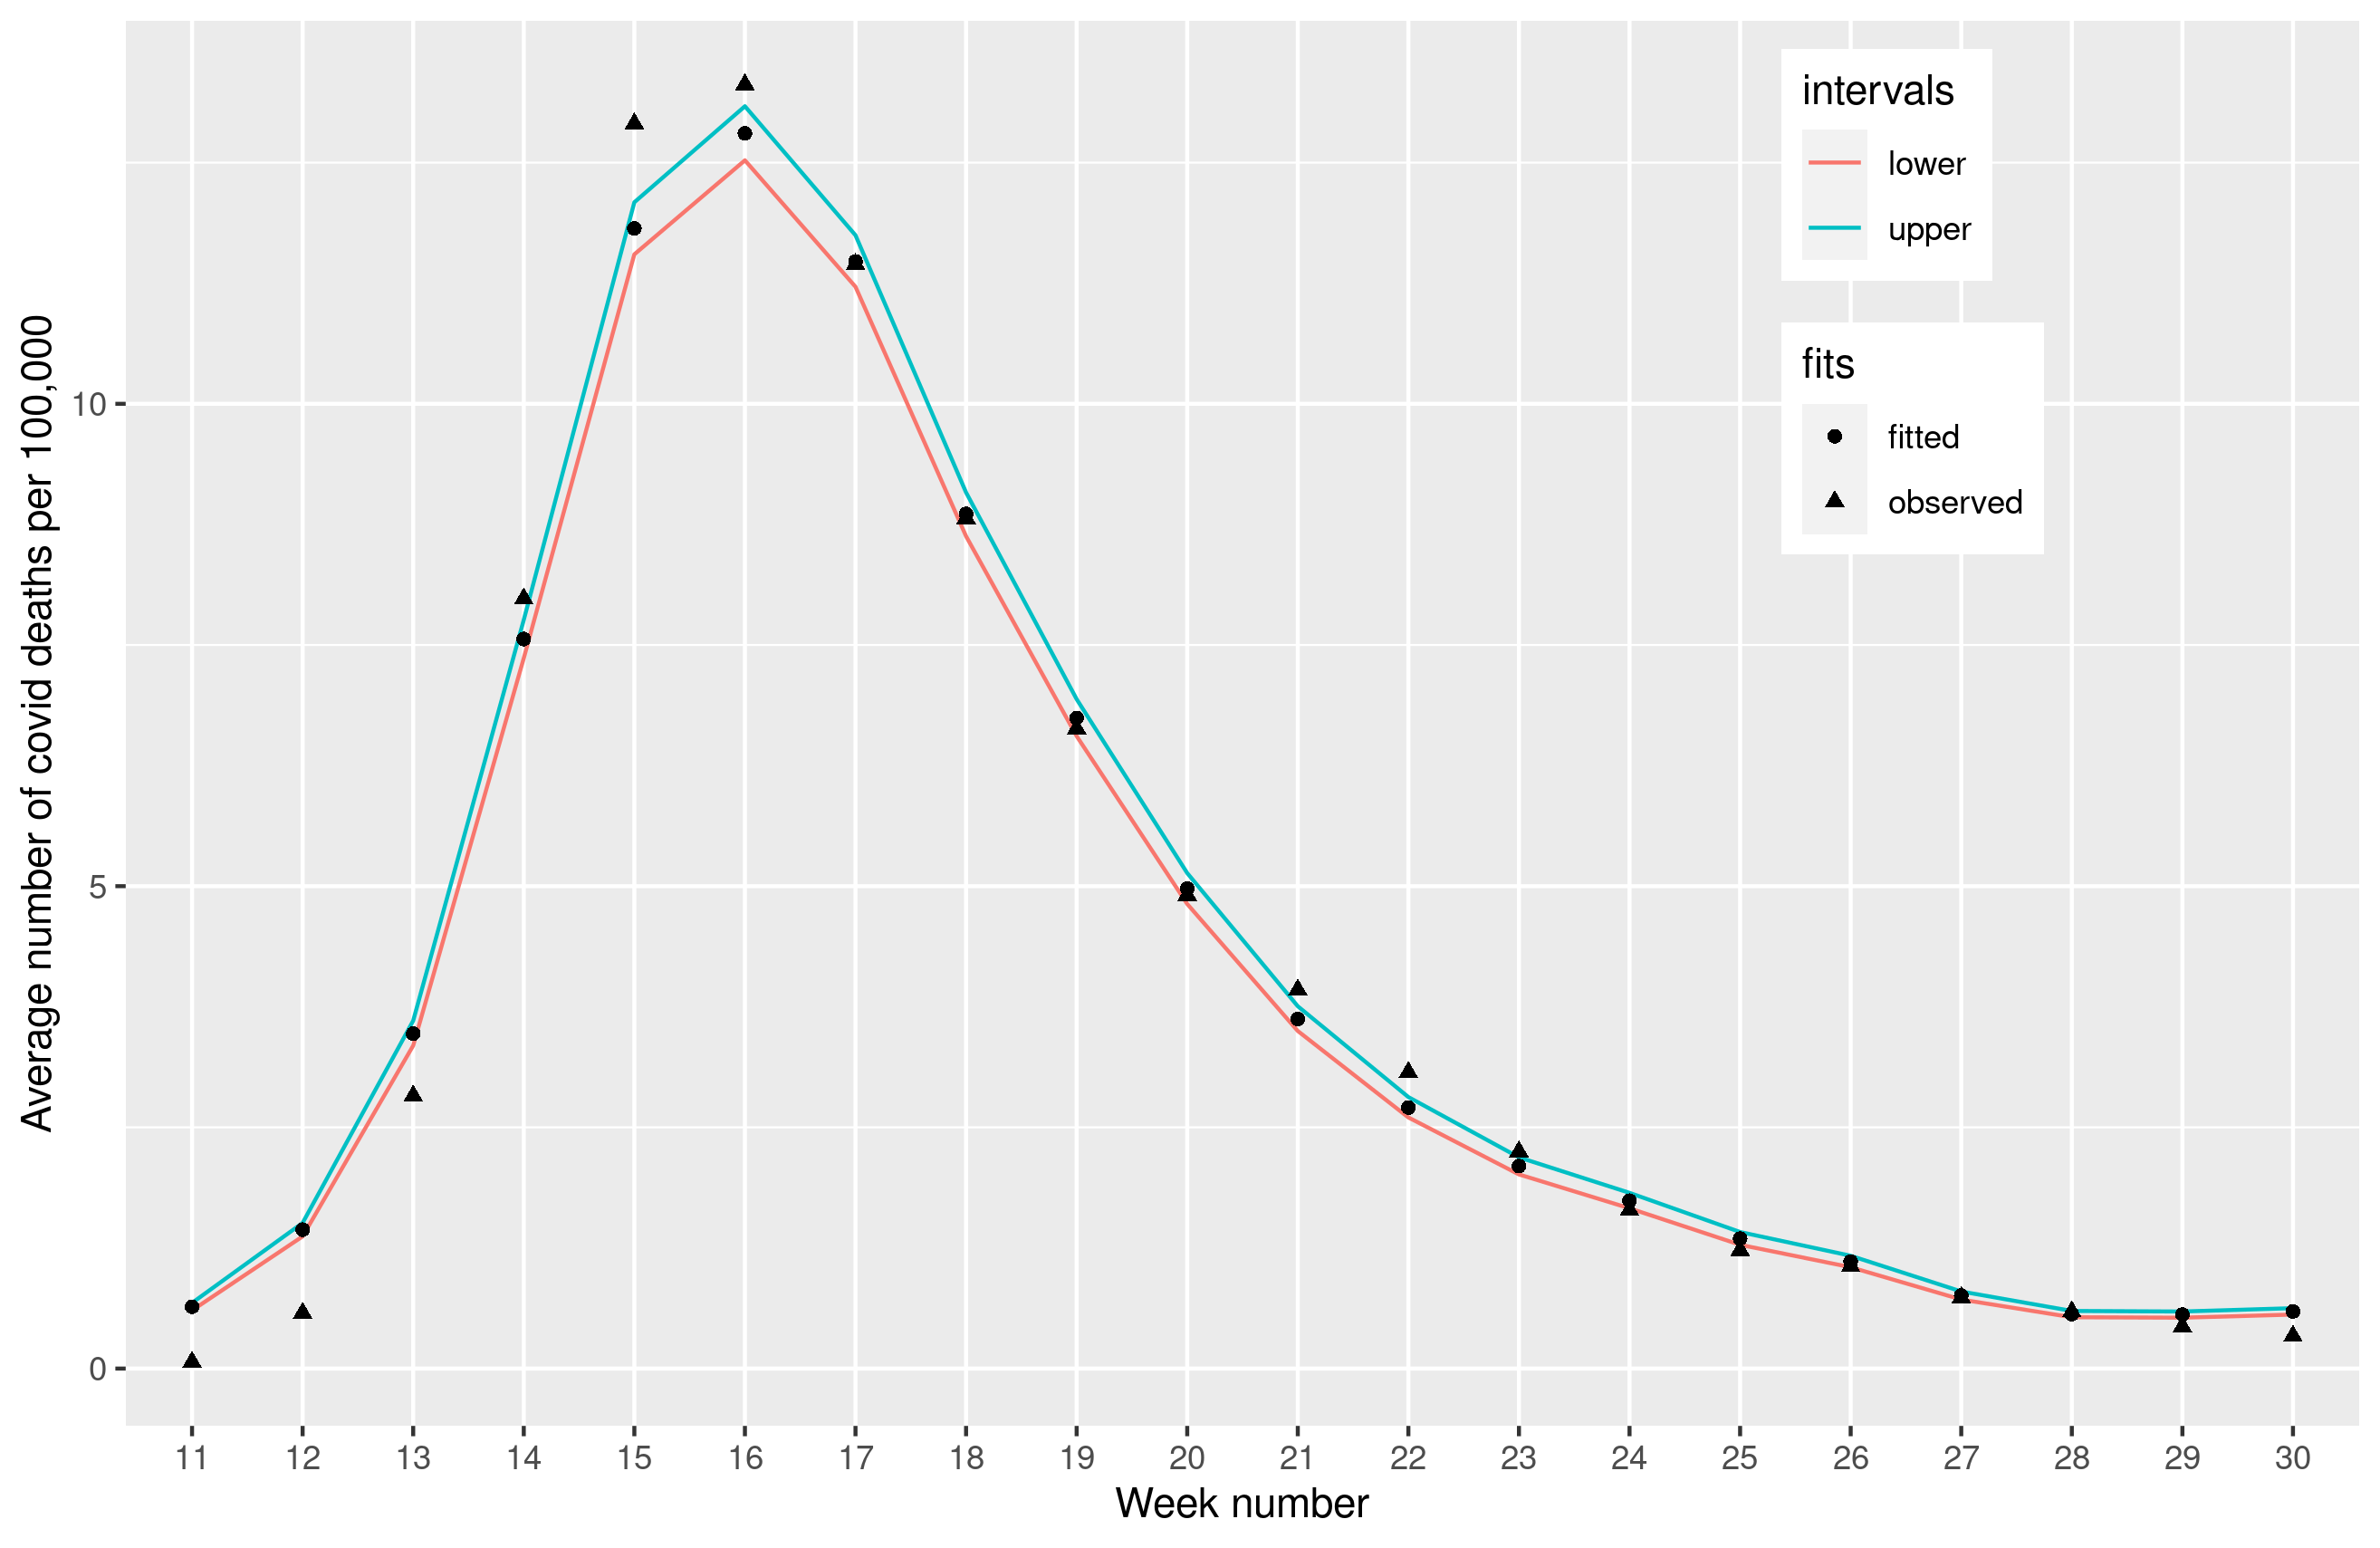 intervals
lower
upper
fits
fitted
observed
Average number of covid deaths per 100,000
10
5
0
11 12 13 14 15 16 17 18 19 20 21 22 23 24 25 26 27 28 29 30
Week number